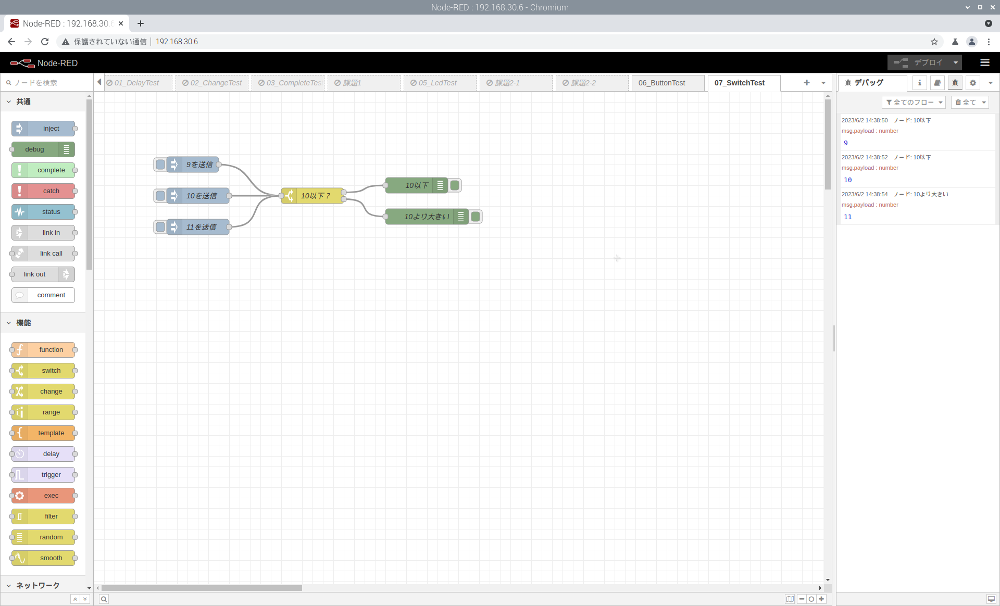 Node-RED : 192.168.30.6 - Chromium
Node-RED : 192.168.30.6
保護されていない通信 192.168.30.6
Node-RED
デプロイ
ノードを検索
01_DelayTest
02_ChangeTest
03_CompleteTes
課題1
05_LedTest
課題2-1
課題2-2
06_ButtonTest
07_SwitchTest
デバッグ
全てのフロー
全て
共通
inject
debug
complete
catch
status
link in
link call
link out
comment
機能
function
switch
change
range
template
delay
trigger
exec
filter
random
smooth
ネットワーク
9を送信
10を送信
11を送信
10以下？
10以下
10より大きい
2023/6/2 14:38:50 ノード: 10以下
msg.payload : number
9
2023/6/2 14:38:52 ノード: 10以下
msg.payload : number
10
2023/6/2 14:38:54 ノード: 10より大きい
msg.payload : number
11